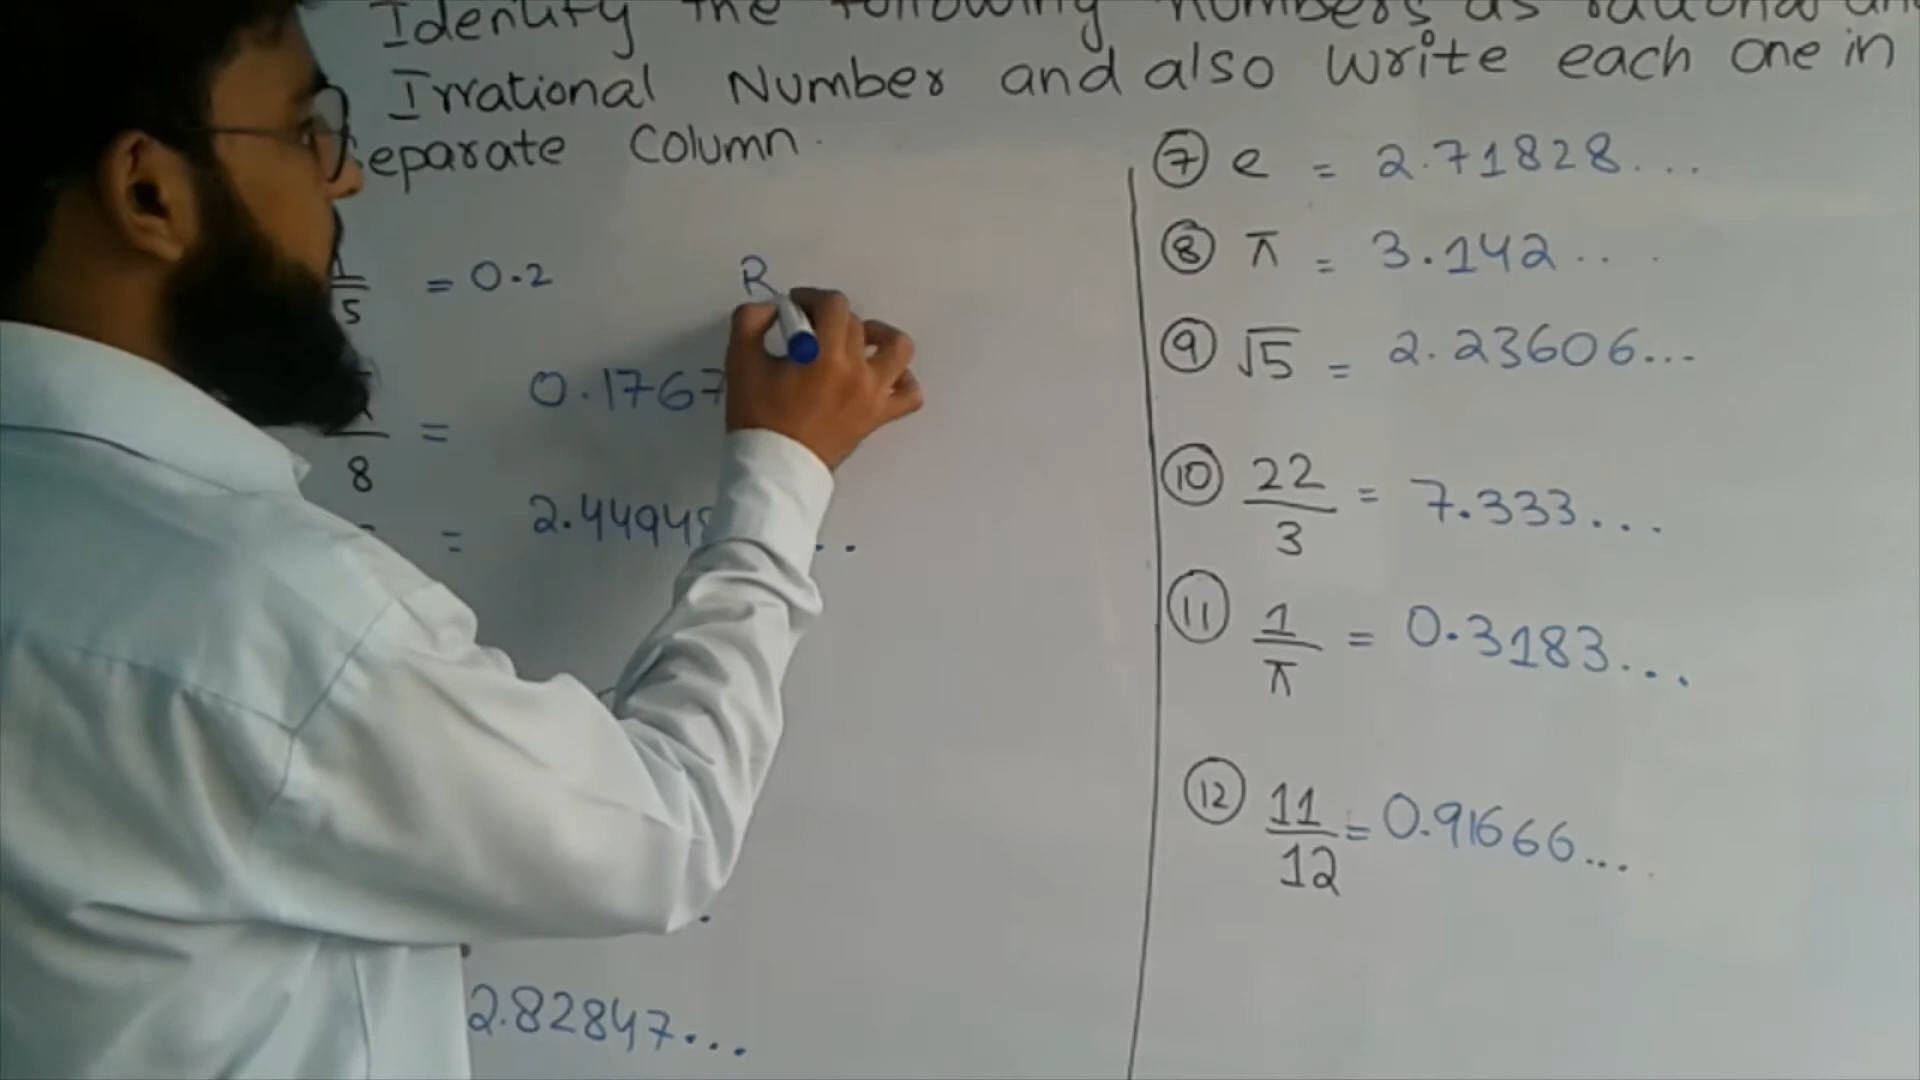 Identify the following numbers as rational and
Irrational Number and also write each one in
eparate Column.
1/5 = 0.2
R
8 = 0.1767
= 2.4494 ..
2.82847...
⑦ e = 2.71828...
⑧ π = 3.142...
⑨ √5 = 2.23606...
⑩ 22/3 = 7.333...
⑪ 1/π = 0.3183...
⑫ 11/12 = 0.91666...